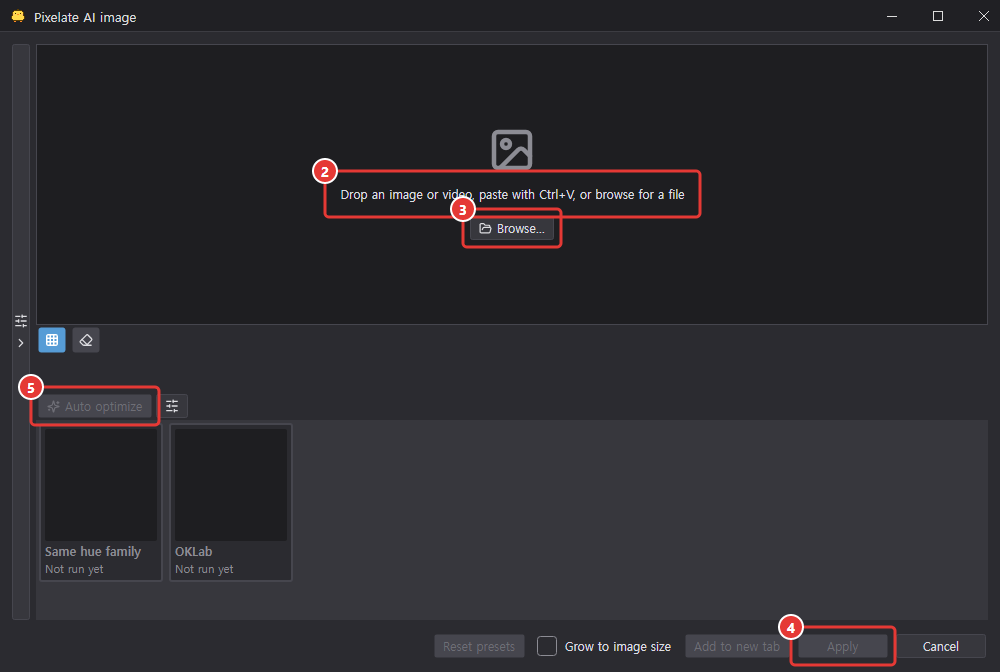 Pixelate AI image
2
Drop an image or video, paste with Ctrl+V, or browse for a file
3
Browse...
5
Auto optimize
Same hue family
Not run yet
OKLab
Not run yet
4
Reset presets
Grow to image size
Add to new tab
Apply
Cancel